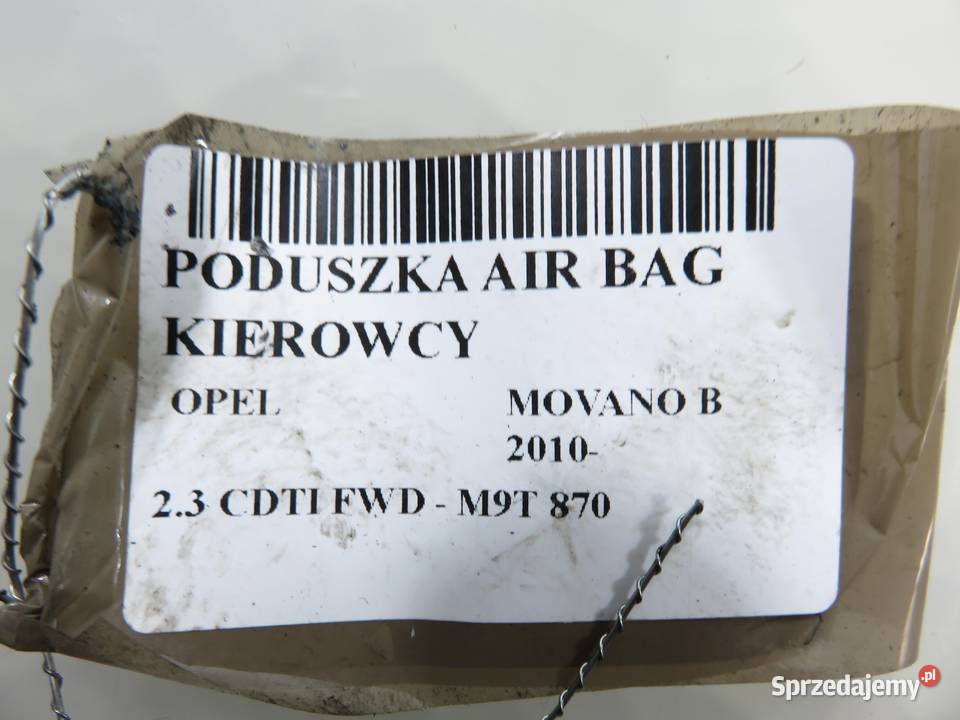 PODUSZKA AIR BAG
KIEROWCY
OPEL MOVANO B
2010-
2.3 CDTI FWD - M9T 870
Sprzedajemy.pl